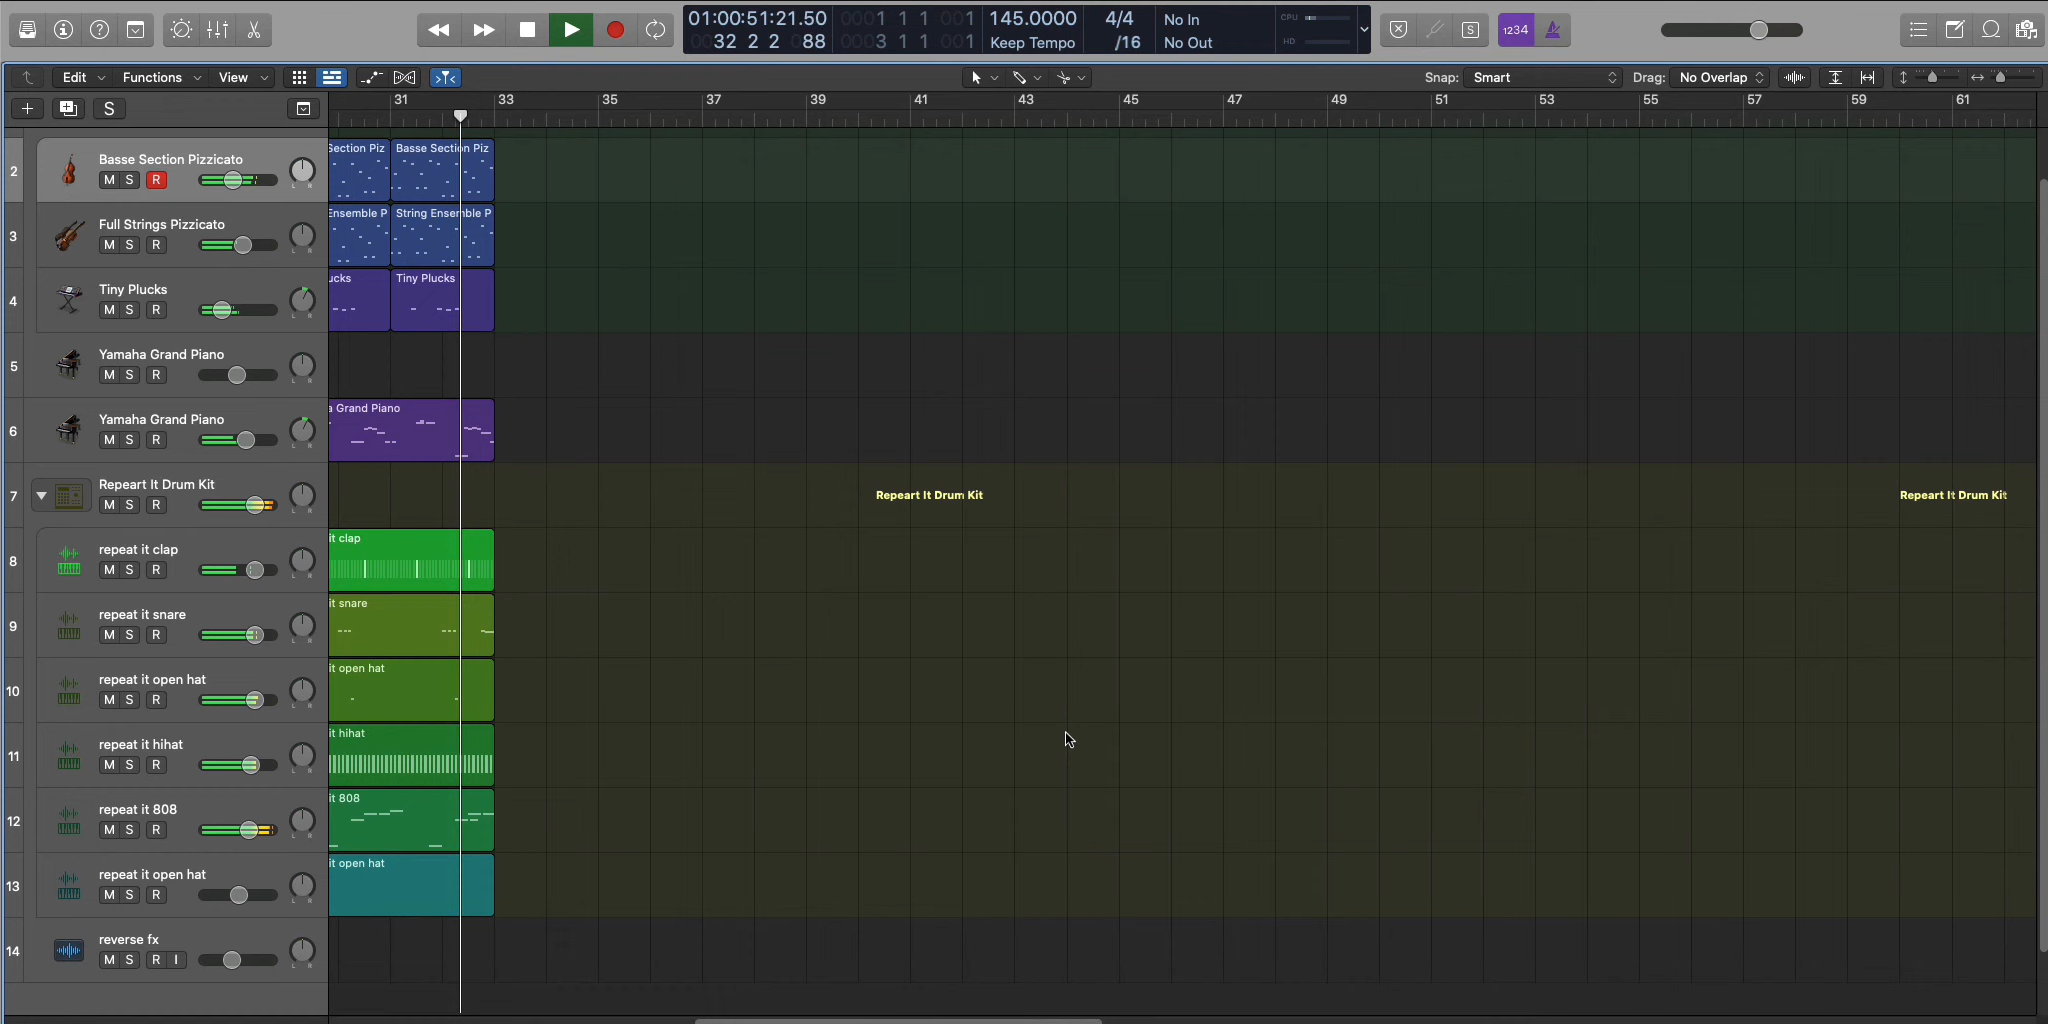 01:00:51:21.50
0001 1 1 001
145.0000
4/4
No In
CPU
0032 2 2 088
0003 1 1 001
Keep Tempo
/16
No Out
HD
S
1234
Edit
Functions
View
Snap: Smart
Drag: No Overlap
S
31 33 35 37 39 41 43 45 47 49 51 53 55 57 59 61
2
Basse Section Pizzicato
M S R
L R
Section Piz
Basse Section Piz
3
Full Strings Pizzicato
M S R
L R
Ensemble P
String Ensemble P
4
Tiny Plucks
M S R
L R
ucks
Tiny Plucks
5
Yamaha Grand Piano
M S R
L R
6
Yamaha Grand Piano
M S R
L R
a Grand Piano
7
Repeart It Drum Kit
M S R
L R
Repeart It Drum Kit
Repeart It Drum Kit
8
repeat it clap
M S R
L R
it clap
9
repeat it snare
M S R
L R
it snare
10
repeat it open hat
M S R
L R
it open hat
11
repeat it hihat
M S R
L R
it hihat
12
repeat it 808
M S R
L R
it 808
13
repeat it open hat
M S R
L R
it open hat
14
reverse fx
M S R I
L R